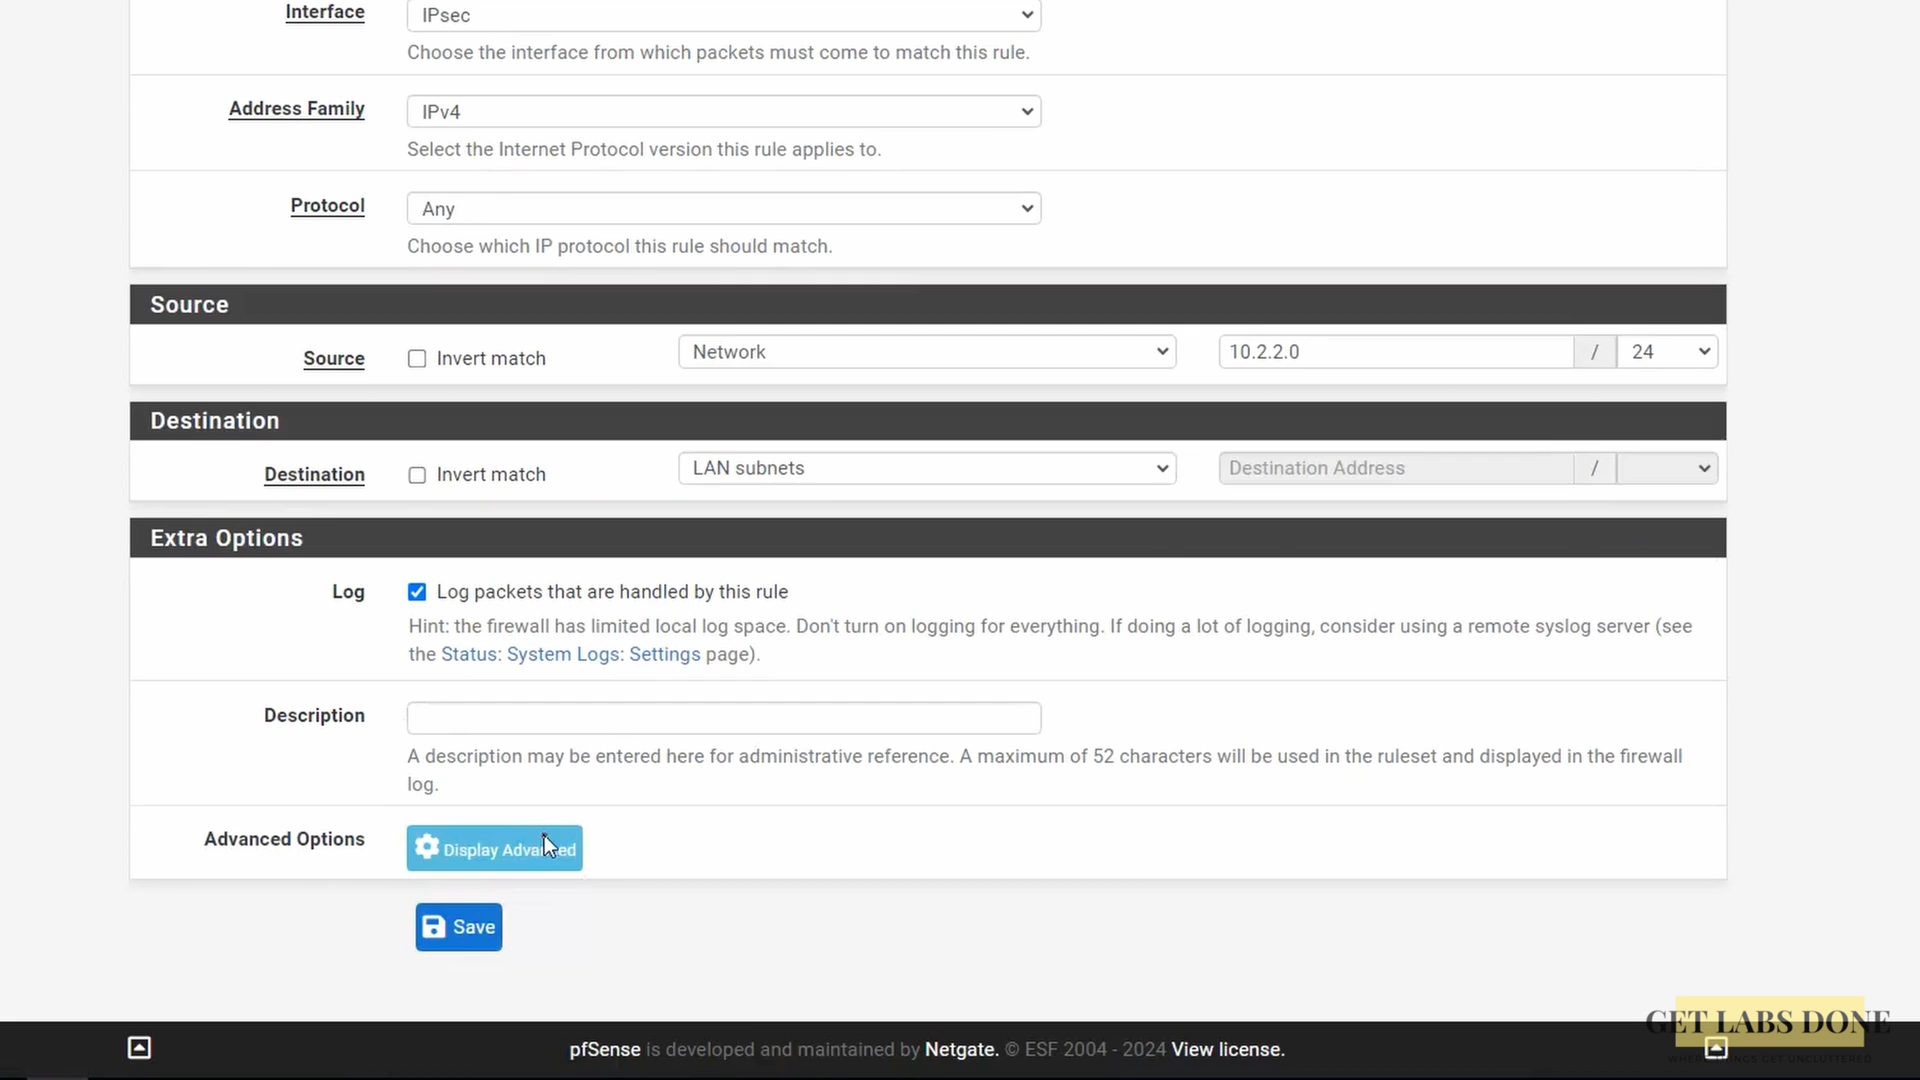 Interface
IPsec
Choose the interface from which packets must come to match this rule.
Address Family
IPv4
Select the Internet Protocol version this rule applies to.
Protocol
Any
Choose which IP protocol this rule should match.
Source
Source
Invert match
Network
10.2.2.0
/
24
Destination
Destination
Invert match
LAN subnets
Destination Address
/
Extra Options
Log
Log packets that are handled by this rule
Hint: the firewall has limited local log space. Don't turn on logging for everything. If doing a lot of logging, consider using a remote syslog server (see
the Status: System Logs: Settings page).
Description
A description may be entered here for administrative reference. A maximum of 52 characters will be used in the ruleset and displayed in the firewall
log.
Advanced Options
Display Advanced
Save
GET LABS DONE
WHERE THINGS GET UNCLUTTERED
pfSense is developed and maintained by Netgate. © ESF 2004 - 2024 View license.